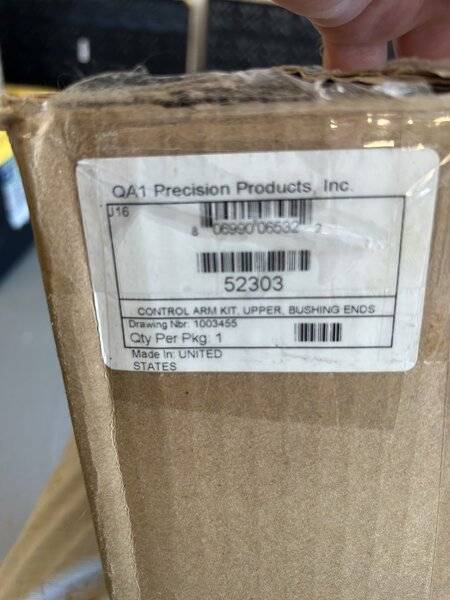 QA1 Precision Products, Inc.
J16
8 06990 06532 2
52303
CONTROL ARM KIT, UPPER, BUSHING ENDS
Drawing Nbr: 1003455
Qty Per Pkg: 1
Made In: UNITED
STATES